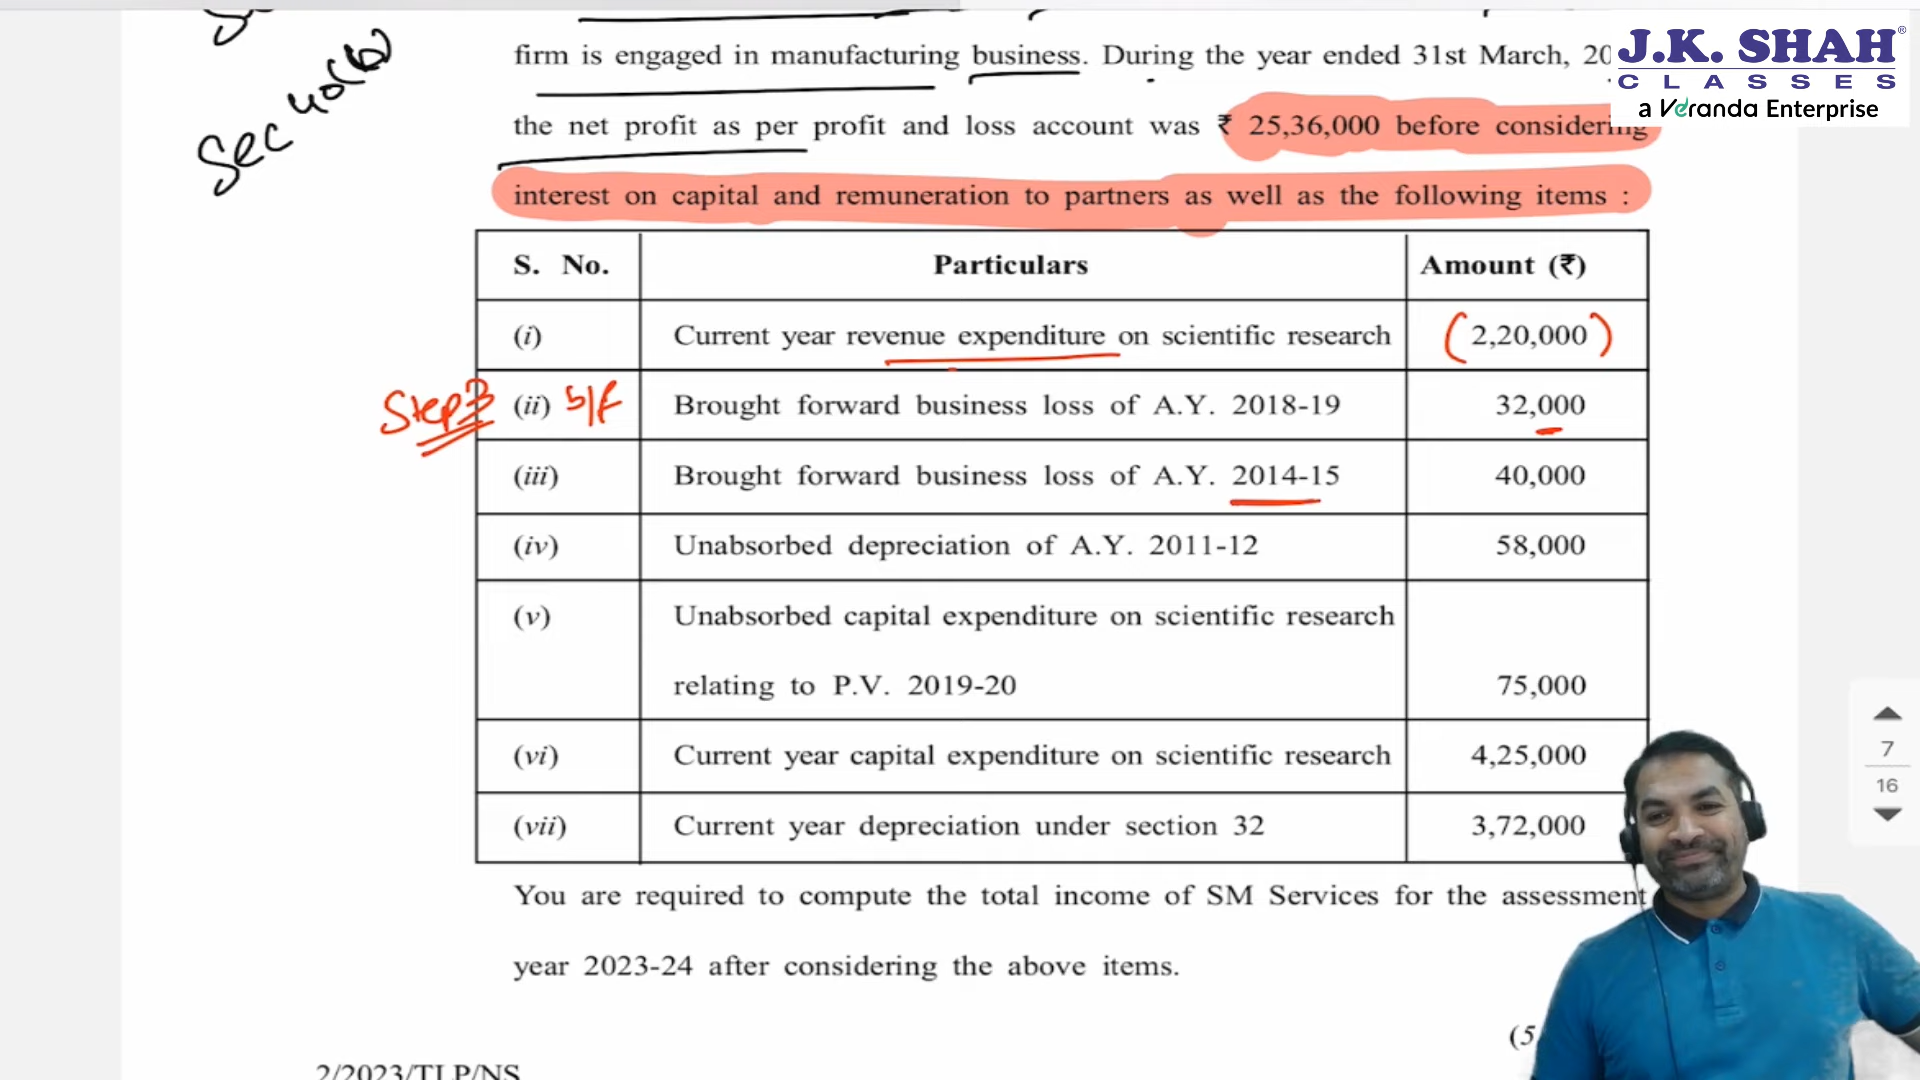 Sec 40(b)
firm is engaged in manufacturing business. During the year ended 31st March, 20
J.K. SHAH®
CLASSES
a Veranda Enterprise
the net profit as per profit and loss account was ₹ 25,36,000 before considering
interest on capital and remuneration to partners as well as the following items :
S. No. Particulars Amount (₹)
(i) Current year revenue expenditure on scientific research (2,20,000)
Step 3 (ii) b/f Brought forward business loss of A.Y. 2018-19 32,000
(iii) Brought forward business loss of A.Y. 2014-15 40,000
(iv) Unabsorbed depreciation of A.Y. 2011-12 58,000
(v) Unabsorbed capital expenditure on scientific research
relating to P.V. 2019-20 75,000
(vi) Current year capital expenditure on scientific research 4,25,000
(vii) Current year depreciation under section 32 3,72,000
7
16
You are required to compute the total income of SM Services for the assessment
year 2023-24 after considering the above items.
(5
2/2023/TLP/NS